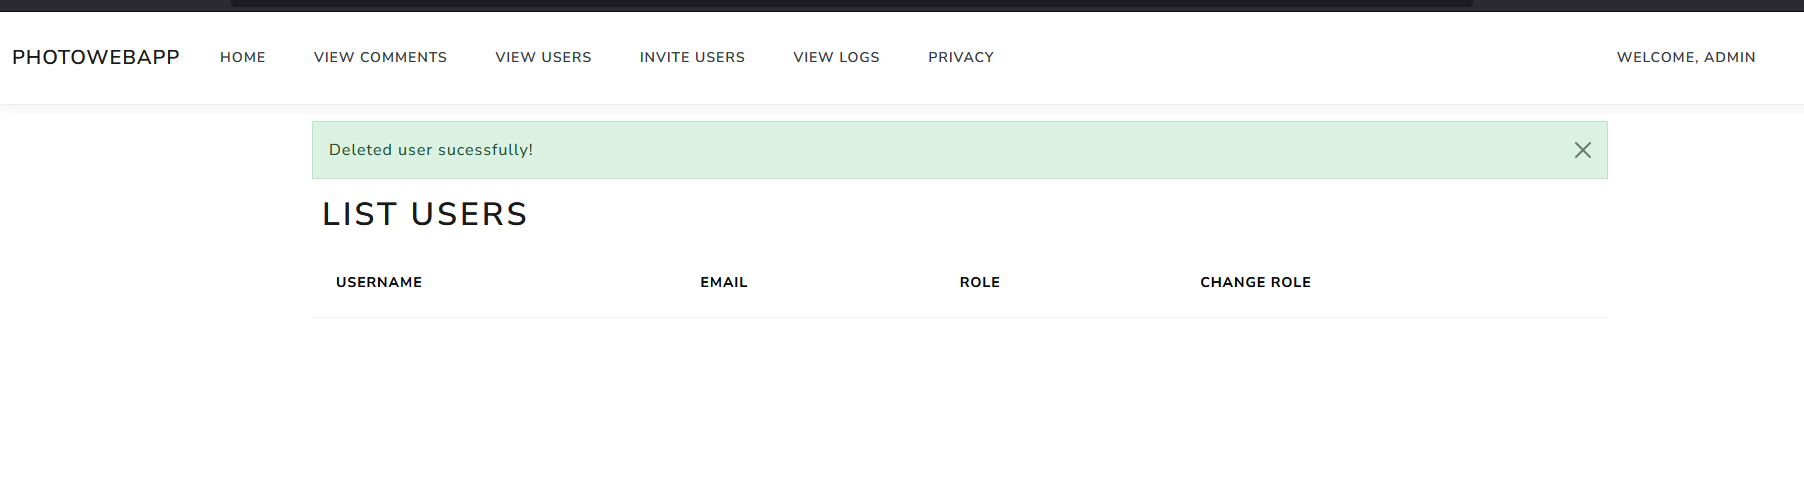 PHOTOWEBAPP HOME VIEW COMMENTS VIEW USERS INVITE USERS VIEW LOGS PRIVACY WELCOME, ADMIN
Deleted user sucessfully!
LIST USERS
USERNAME EMAIL ROLE CHANGE ROLE